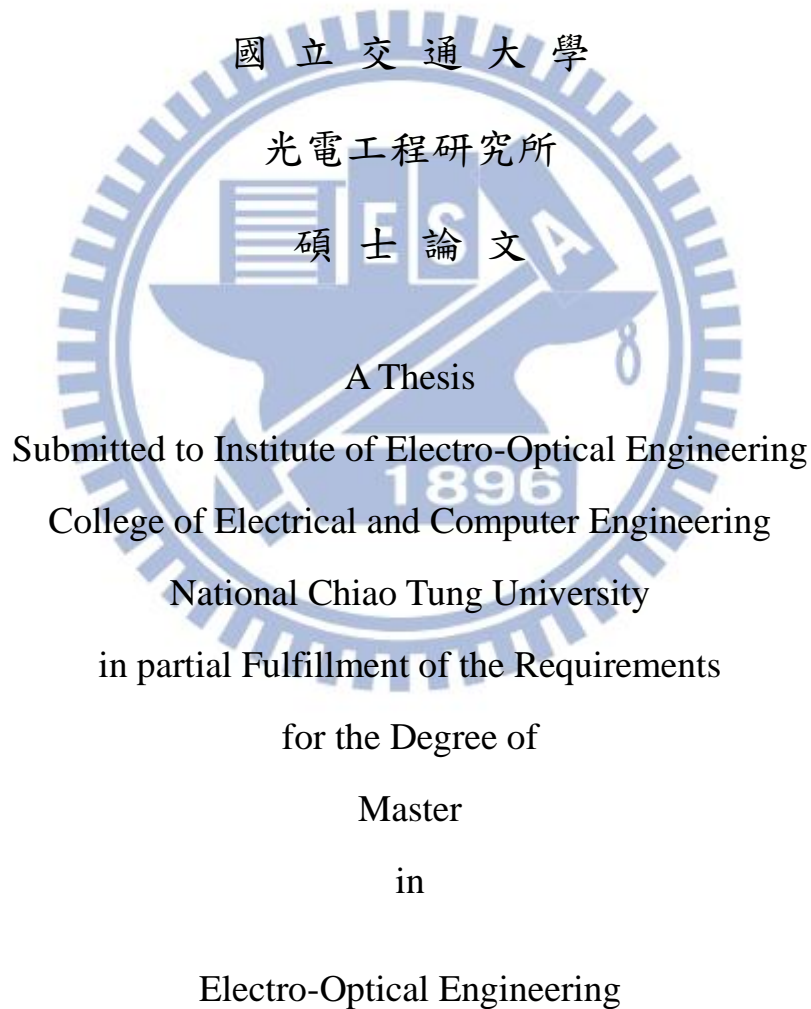 國 立 交 通 大 學
光電工程研究所
E S A
碩 士 論 文
A Thesis
Submitted to Institute of Electro-Optical Engineering
1896
College of Electrical and Computer Engineering
National Chiao Tung University
in partial Fulfillment of the Requirements
for the Degree of
Master
in
Electro-Optical Engineering